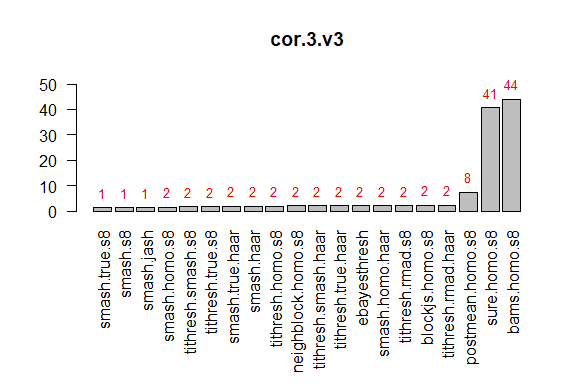 cor.3.v3
50
40
30
20
10
0
1 1 1 2 2 2 2 2 2 2 2 2 2 2 2 2 8 41 44
smash.true.s8
smash.s8
smash.jash
smash.homo.s8
tithresh.smash.s8
tithresh.true.s8
smash.true.haar
smash.haar
tithresh.homo.s8
neighblock.homo.s8
tithresh.smash.haar
tithresh.true.haar
ebayesthresh
smash.homo.haar
tithresh.rmad.s8
blockjs.homo.s8
tithresh.rmad.haar
postmean.homo.s8
sure.homo.s8
bams.homo.s8